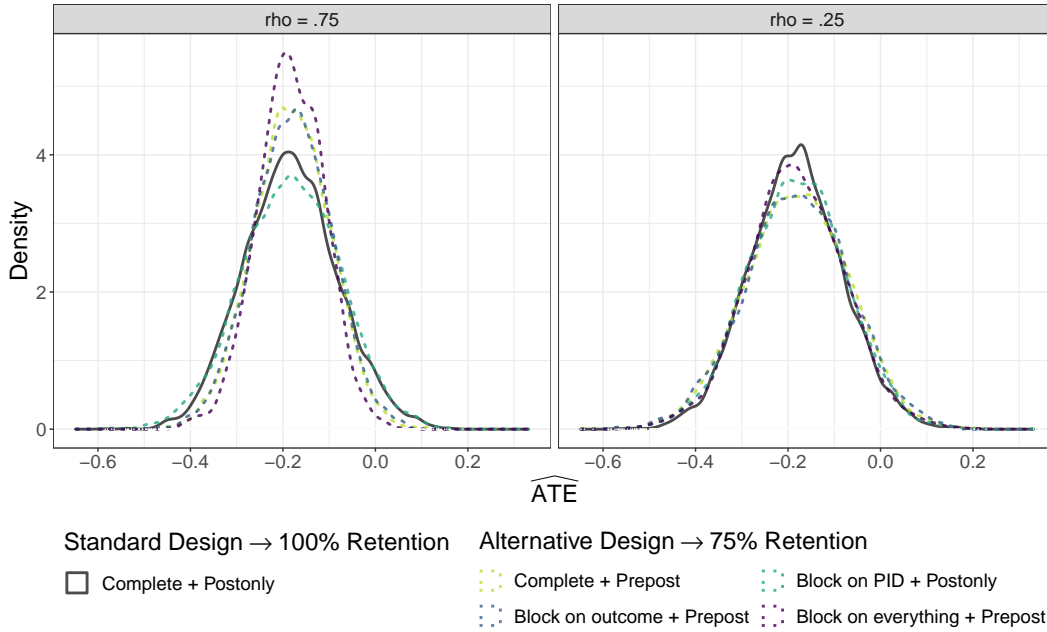 rho = .75
rho = .25
Density
4
2
0
−0.6 −0.4 −0.2 0.0 0.2
−0.6 −0.4 −0.2 0.0 0.2
ATE
Standard Design → 100% Retention
Complete + Postonly
Alternative Design → 75% Retention
Complete + Prepost
Block on PID + Postonly
Block on outcome + Prepost
Block on everything + Prepost